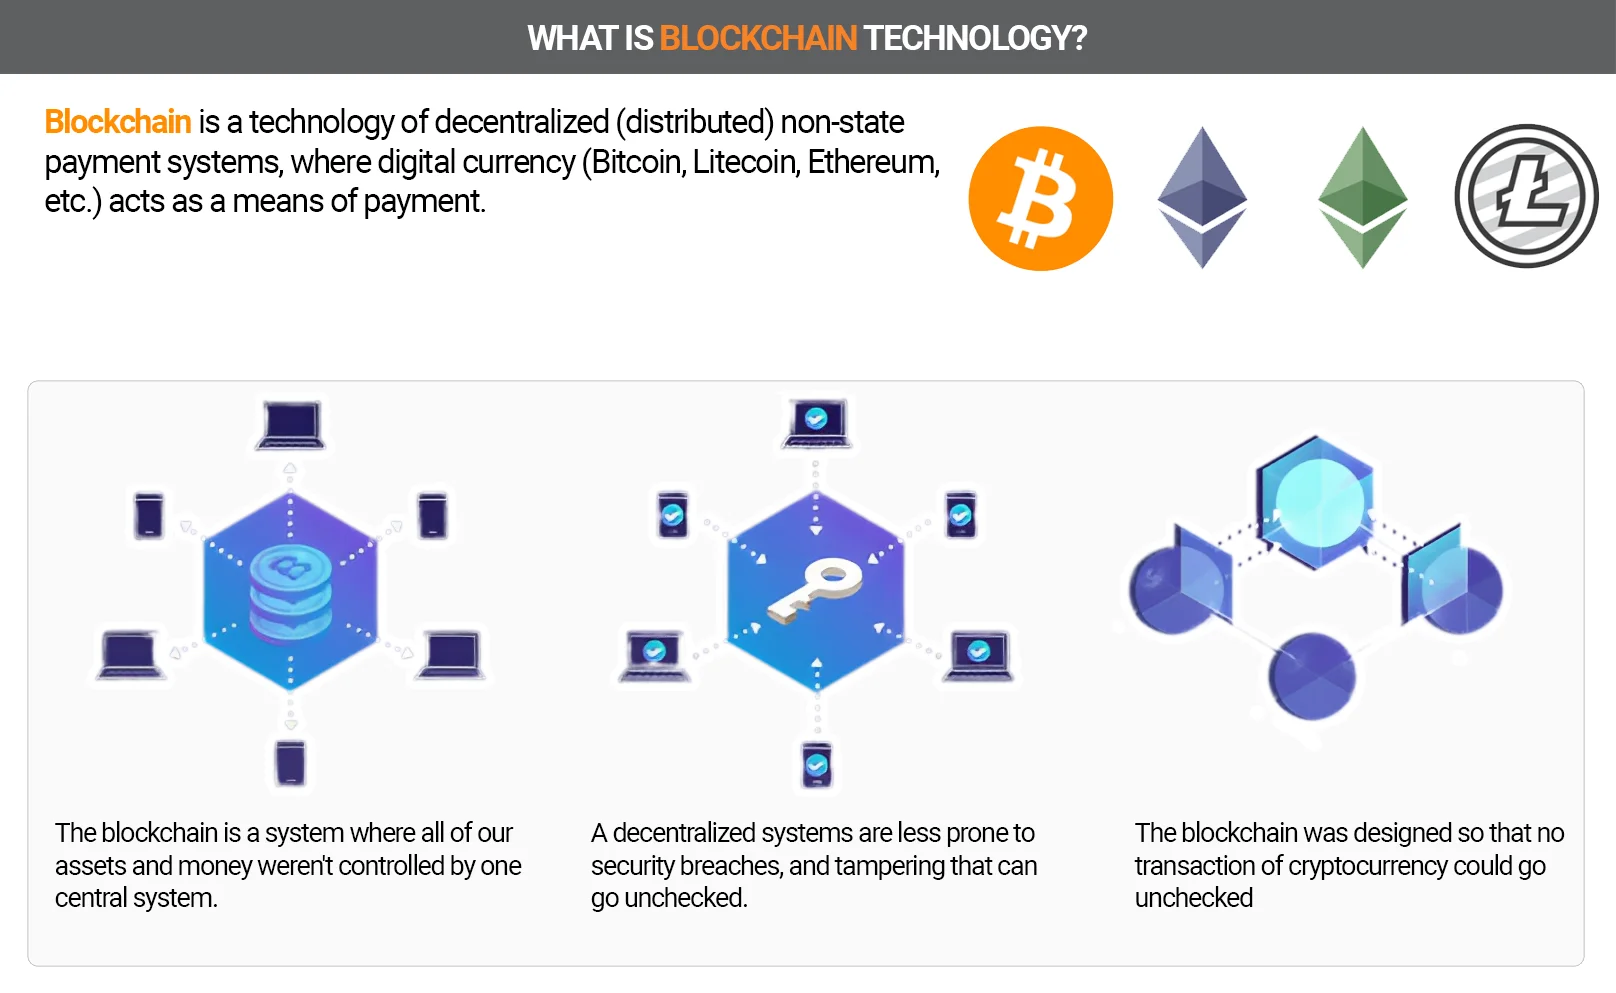 WHAT IS BLOCKCHAIN TECHNOLOGY?
Blockchain is a technology of decentralized (distributed) non-state
payment systems, where digital currency (Bitcoin, Litecoin, Ethereum,
etc.) acts as a means of payment.
The blockchain is a system where all of our
assets and money weren't controlled by one
central system.
A decentralized systems are less prone to
security breaches, and tampering that can
go unchecked.
The blockchain was designed so that no
transaction of cryptocurrency could go
unchecked